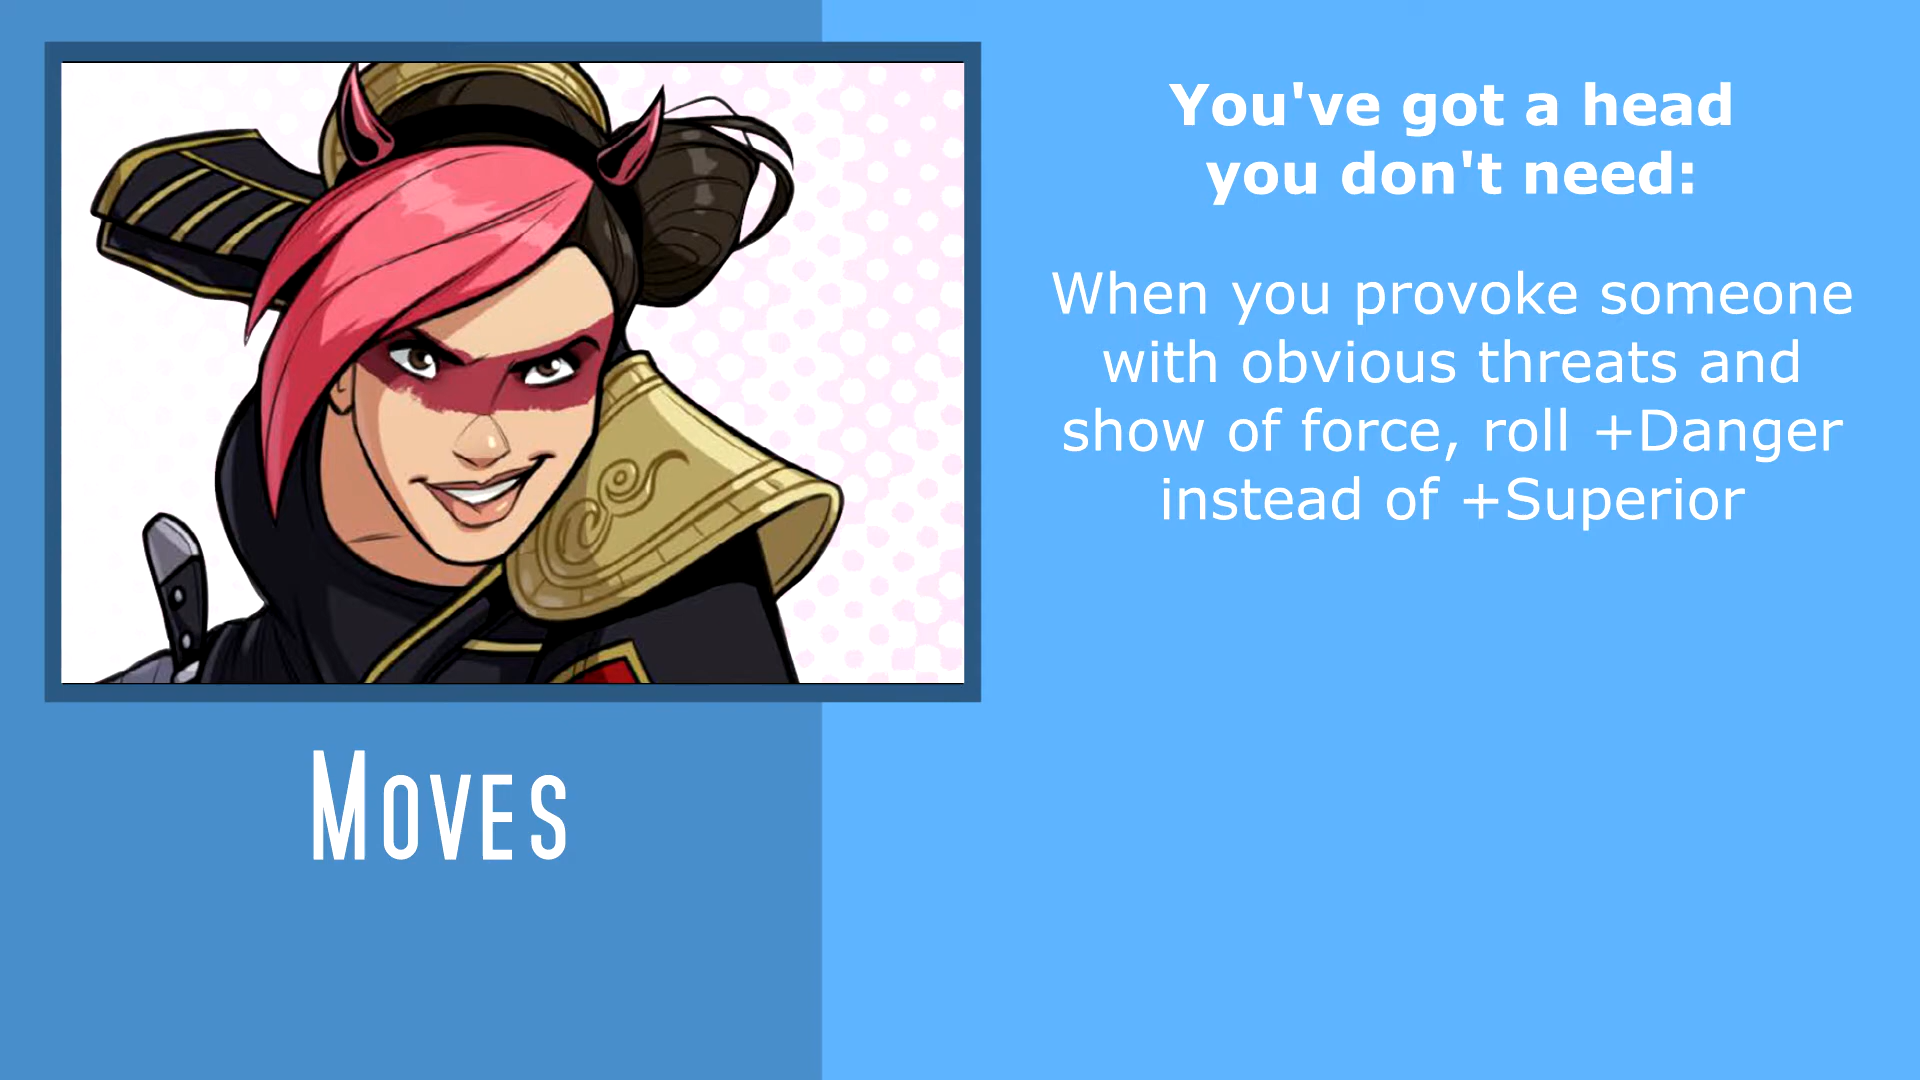 You've got a head
you don't need:
When you provoke someone
with obvious threats and
show of force, roll +Danger
instead of +Superior
Moves